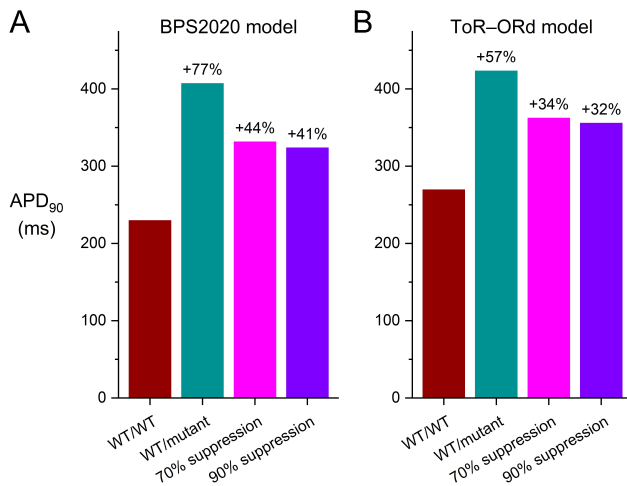 A
BPS2020 model
APD90
(ms)
400
300
200
100
0
+77%
+44%
+41%
WT/WT
WT/mutant
70% suppression
90% suppression
B
ToR–ORd model
400
300
200
100
0
+57%
+34%
+32%
WT/WT
WT/mutant
70% suppression
90% suppression